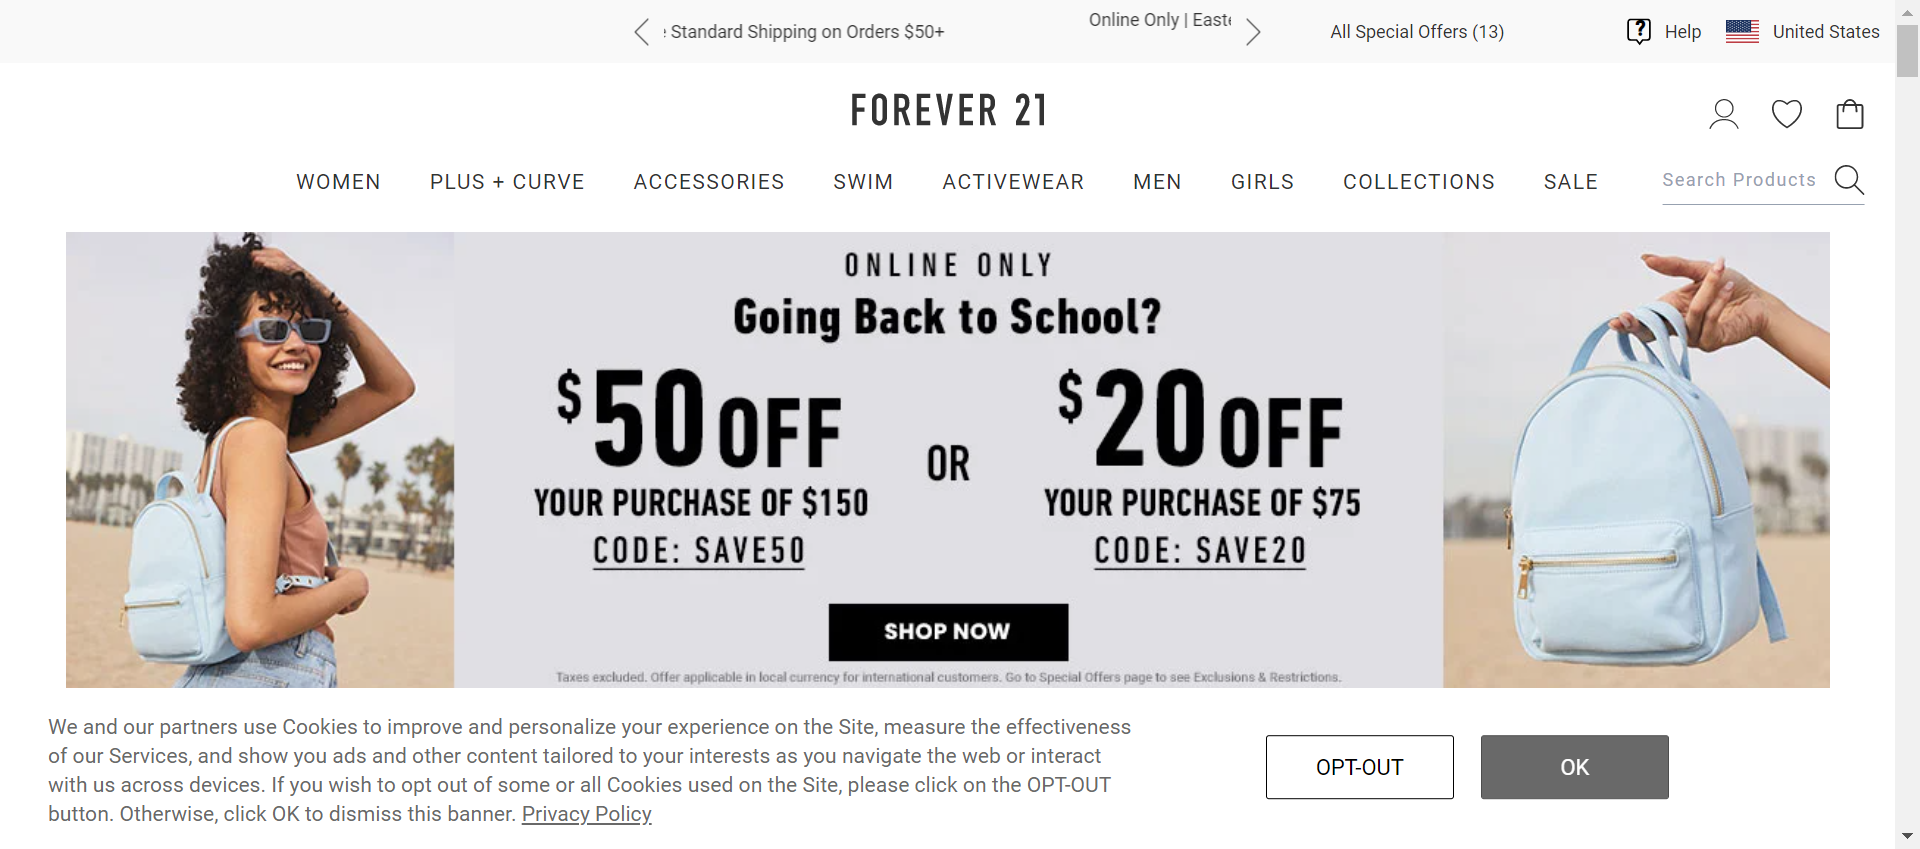 Standard Shipping on Orders $50+
Online Only |
All Special Offers (13)
Help
United States
FOREVER 21
WOMEN
PLUS + CURVE
ACCESSORIES
SWIM
ACTIVEWEAR
MEN
GIRLS
COLLECTIONS
SALE
Search Products
ONLINE ONLY
Going Back to School?
$50 OFF
YOUR PURCHASE OF $150
CODE: SAVE50
OR
$20 OFF
YOUR PURCHASE OF $75
CODE: SAVE20
SHOP NOW
Taxes excluded. Offer applicable in local currency for international customers. Go to Special Offers page to see Exclusions & Restrictions.
We and our partners use Cookies to improve and personalize your experience on the Site, measure the effectiveness
of our Services, and show you ads and other content tailored to your interests as you navigate the web or interact
with us across devices. If you wish to opt out of some or all Cookies used on the Site, please click on the OPT-OUT
button. Otherwise, click OK to dismiss this banner. Privacy Policy
OPT-OUT
OK